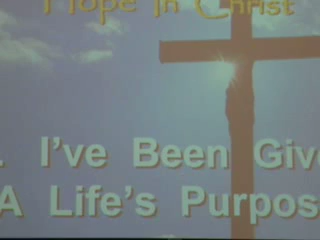 Hope In Christ
. I've Been Give
A Life's Purpos